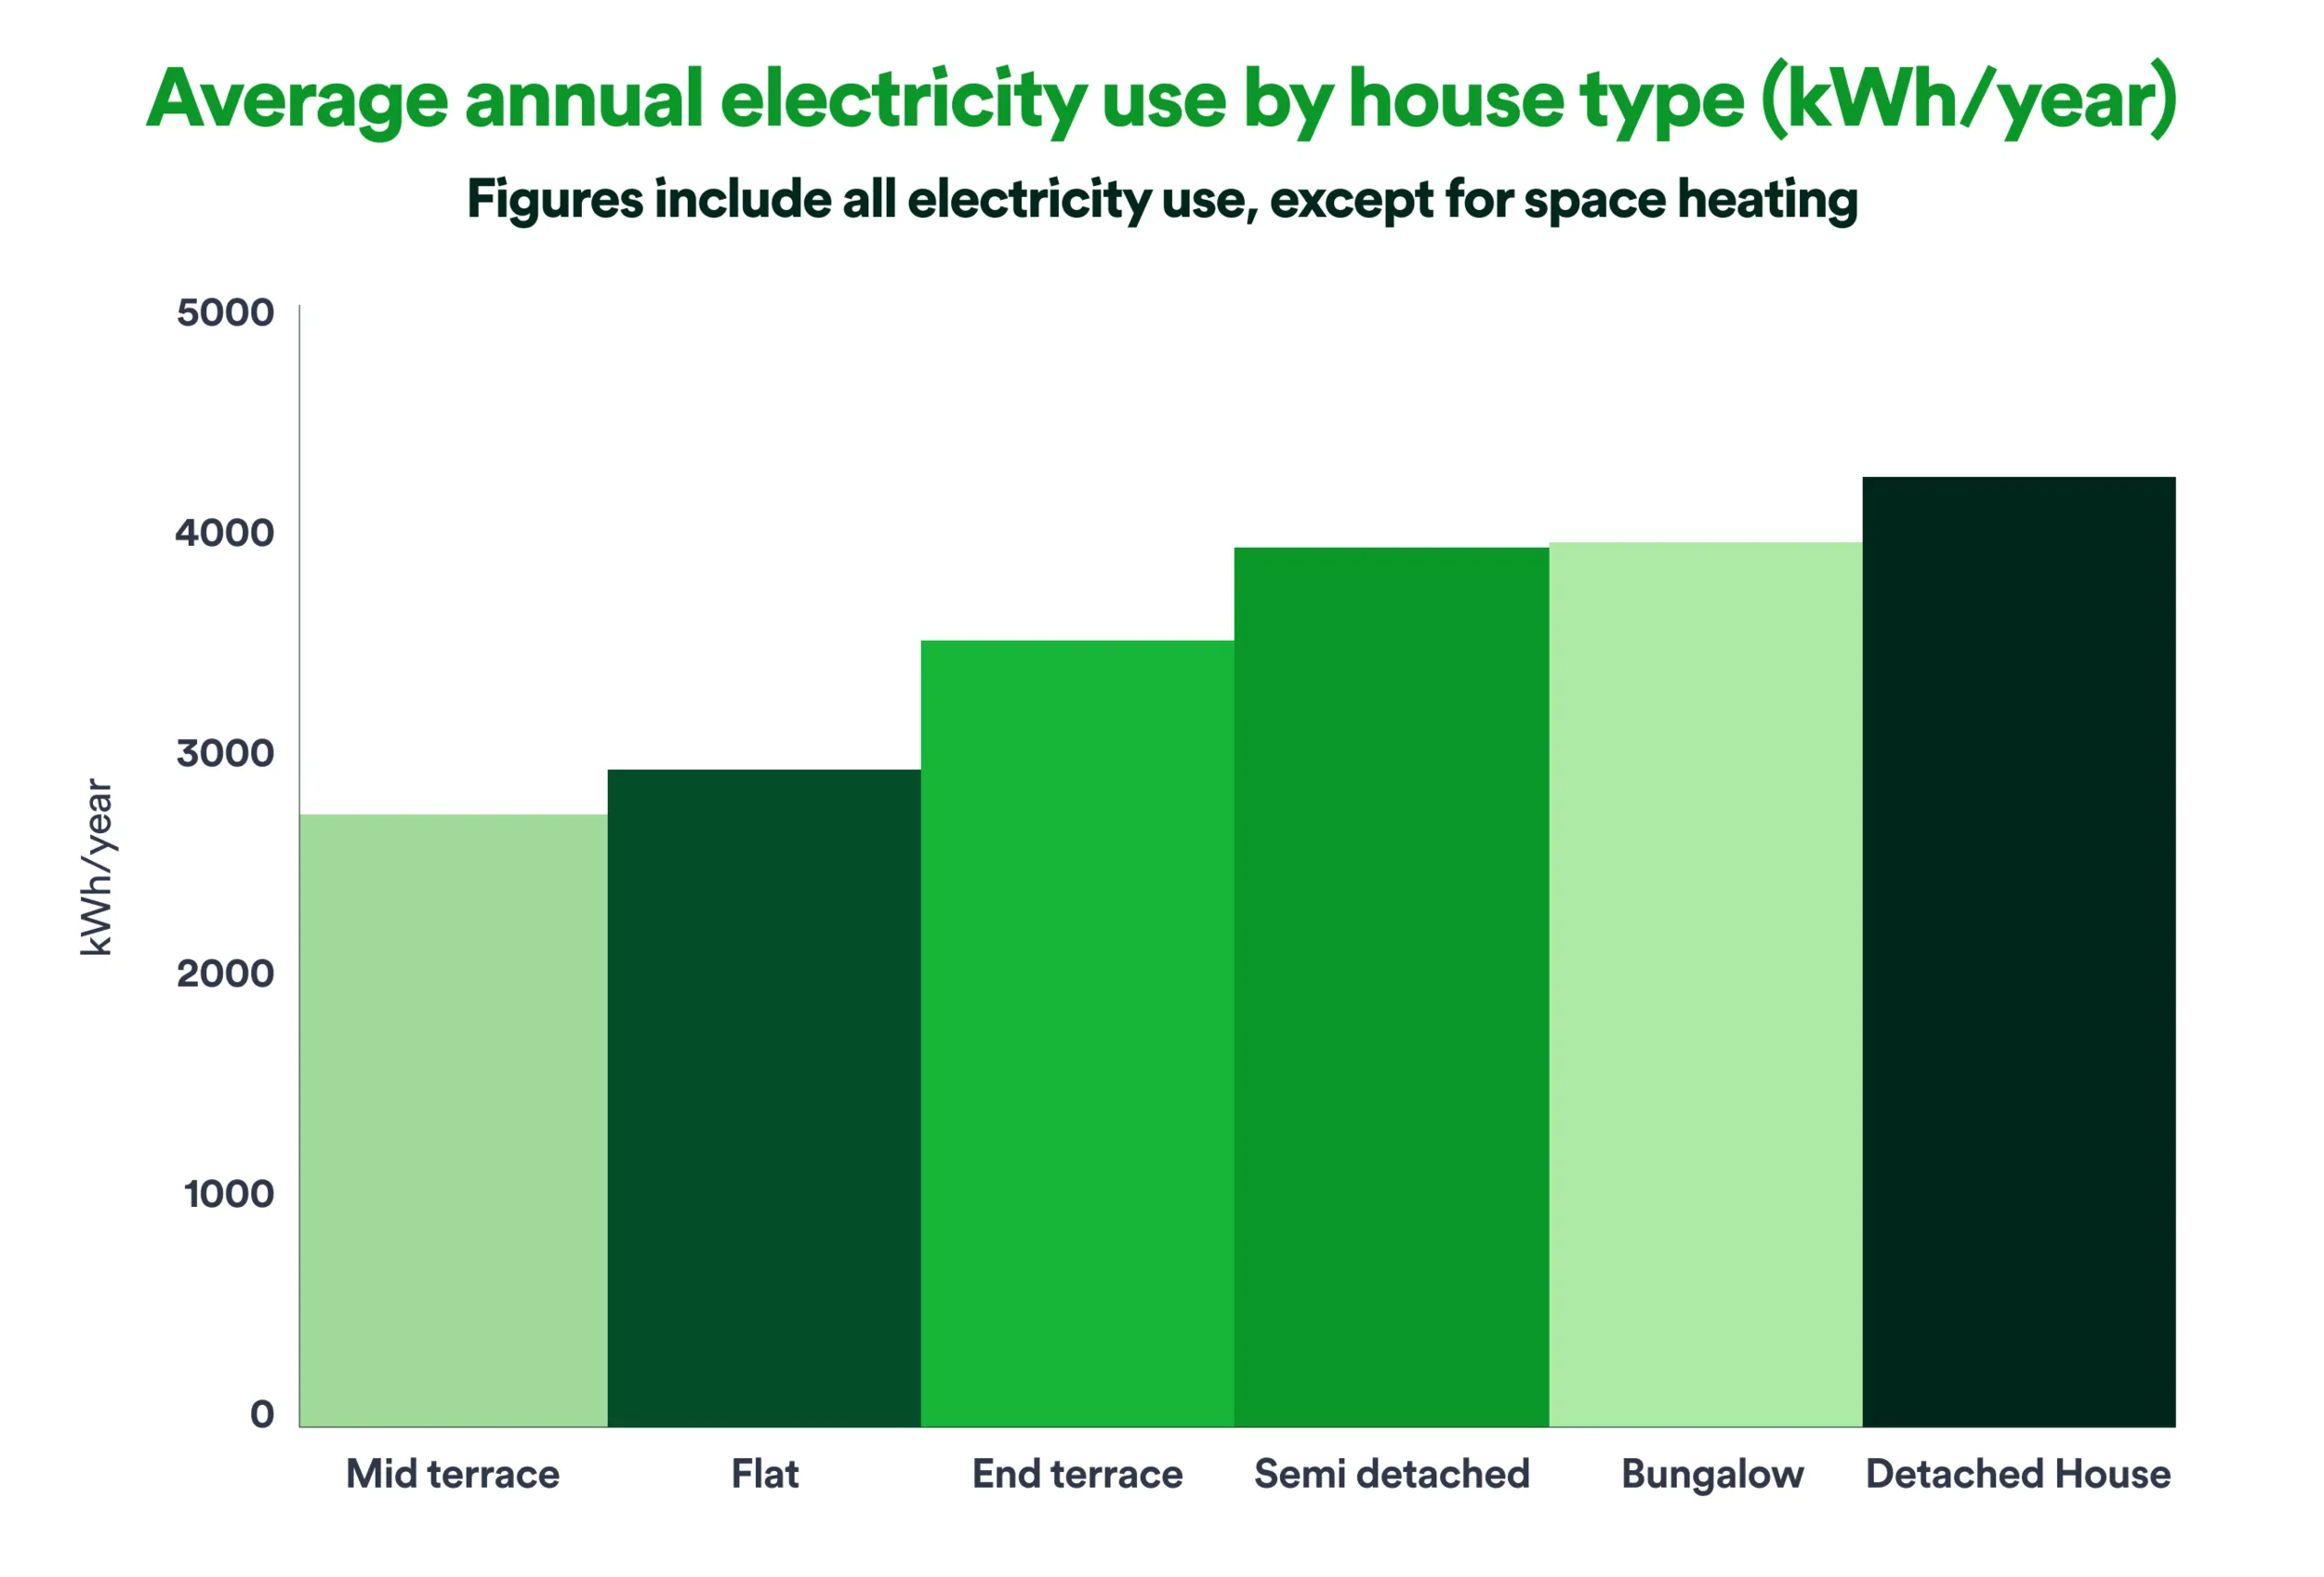 Average annual electricity use by house type (kWh/year)
Figures include all electricity use, except for space heating
5000
4000
3000
2000
1000
0
kWh/year
Mid terrace
Flat
End terrace
Semi detached
Bungalow
Detached House